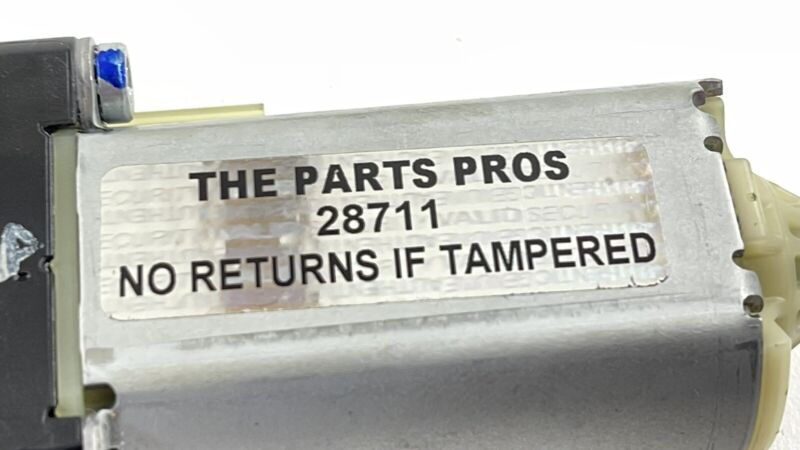 THE PARTS PROS
28711
NO RETURNS IF TAMPERED